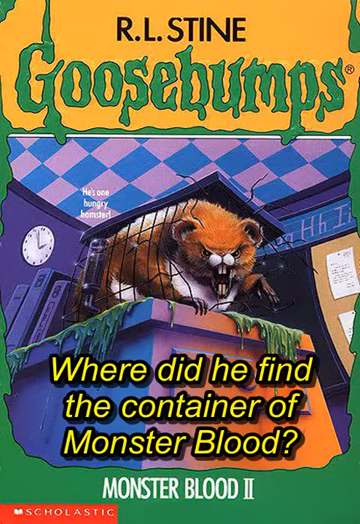 R.L. STINE
Goosebumps®
He's one
hungry
hamster!
Hh I
Where did he find
the container of
Monster Blood?
MONSTER BLOOD II
SCHOLASTIC